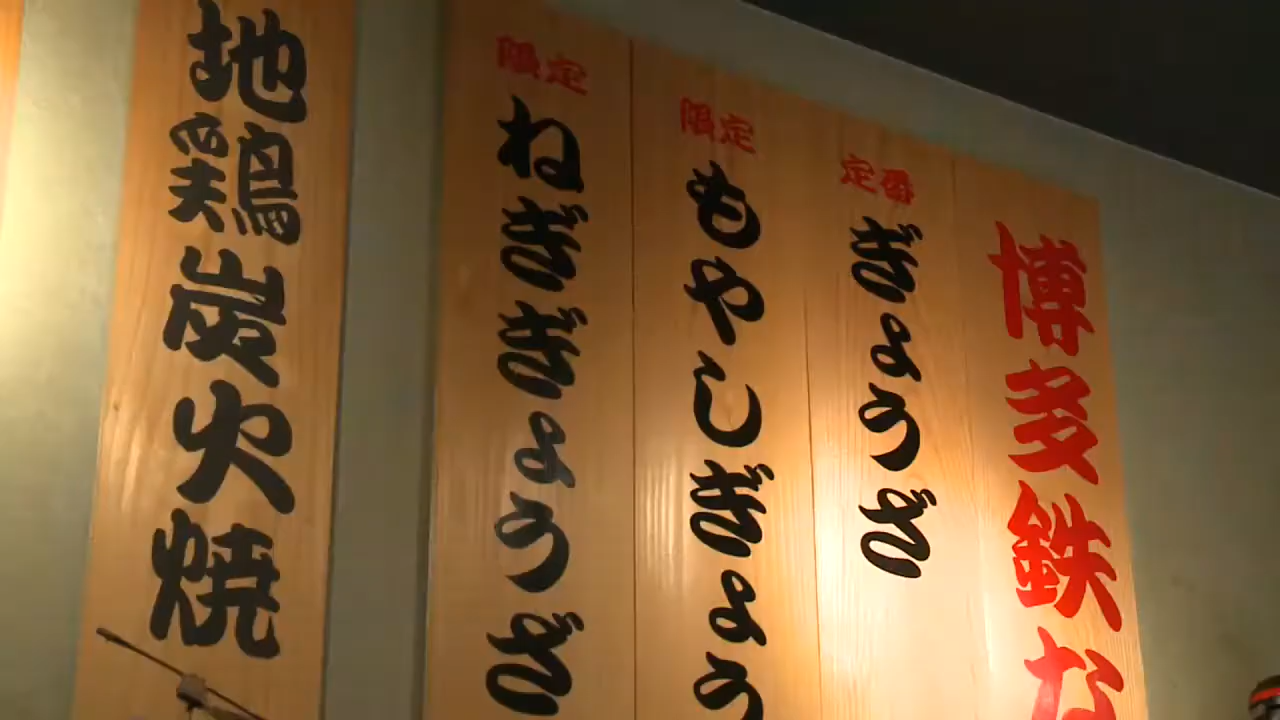 博多鉄な
定番
ぎょうざ
限定
もやしぎょう
限定
ねぎぎょうざ
地鶏炭火焼